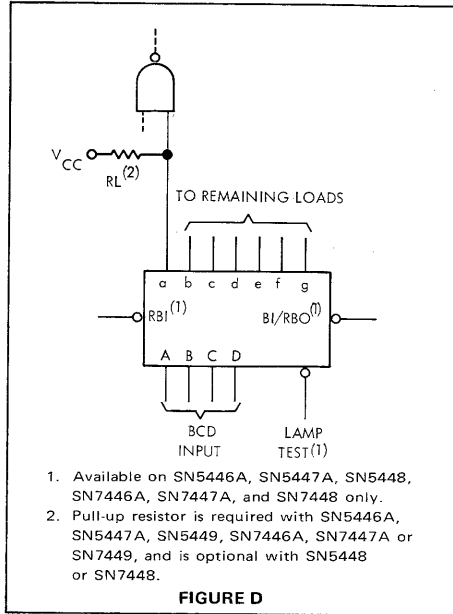 VCC
RL(2)
TO REMAINING LOADS
a b c d e f g
RBI(1) BI/RBO(1)
A B C D
BCD
INPUT
LAMP
TEST(1)
1. Available on SN5446A, SN5447A, SN5448,
SN7446A, SN7447A, and SN7448 only.
2. Pull-up resistor is required with SN5446A,
SN5447A, SN5449, SN7446A, SN7447A or
SN7449, and is optional with SN5448
or SN7448.
FIGURE D